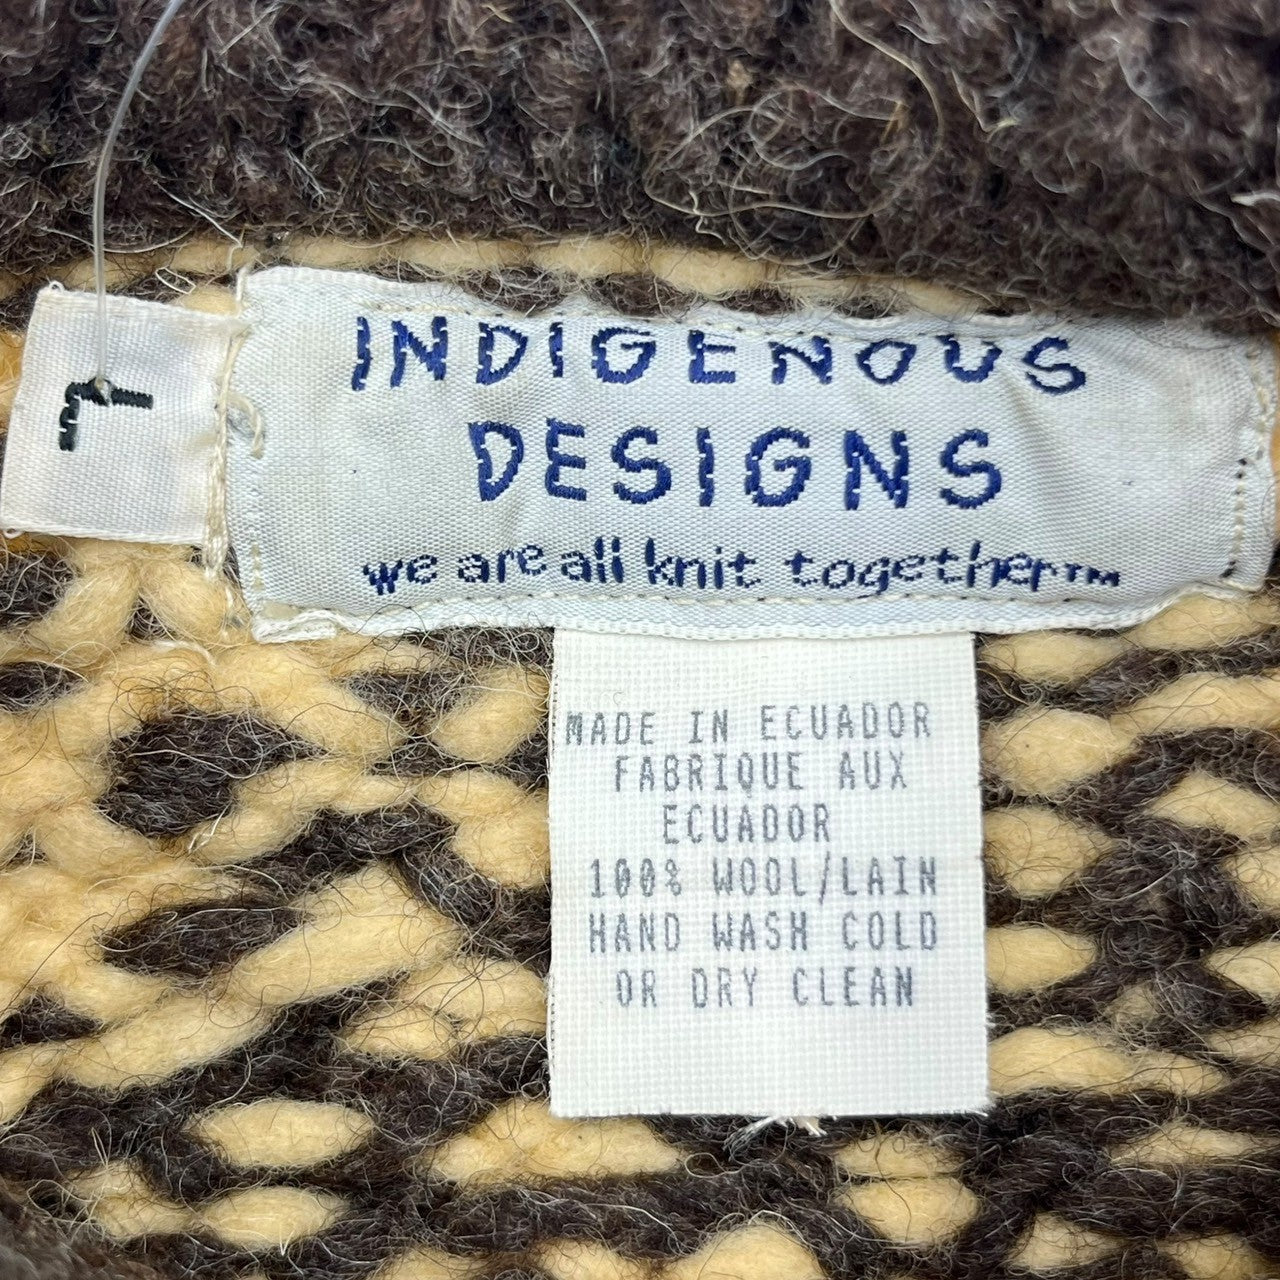 L
INDIGENOUS
DESIGNS
we are all knit together™
MADE IN ECUADOR
FABRIQUE AUX
ECUADOR
100% WOOL/LAIN
HAND WASH COLD
OR DRY CLEAN